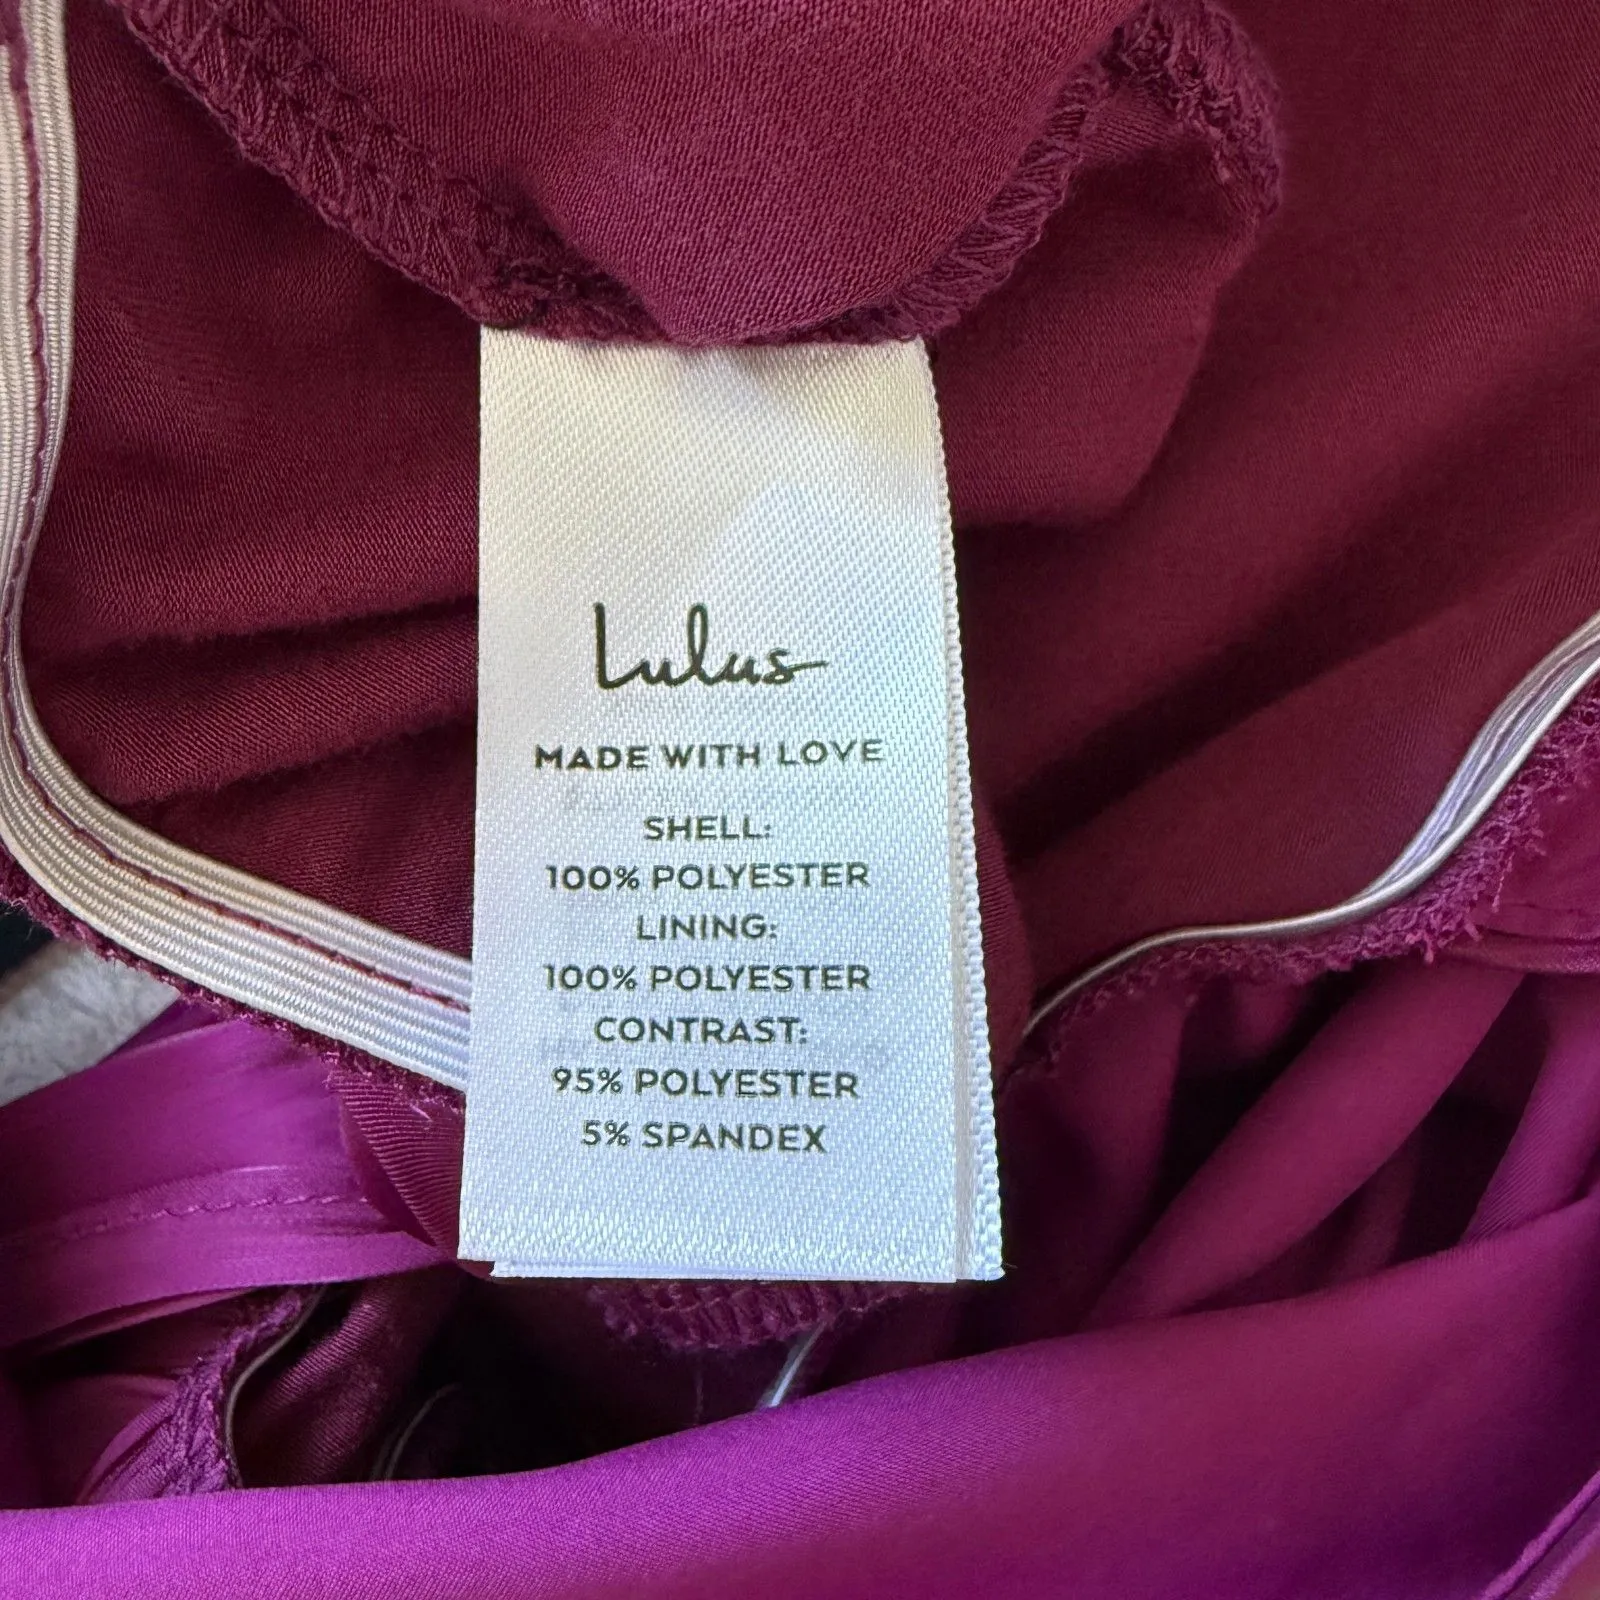 Lulus
MADE WITH LOVE
SHELL:
100% POLYESTER
LINING:
100% POLYESTER
CONTRAST:
95% POLYESTER
5% SPANDEX